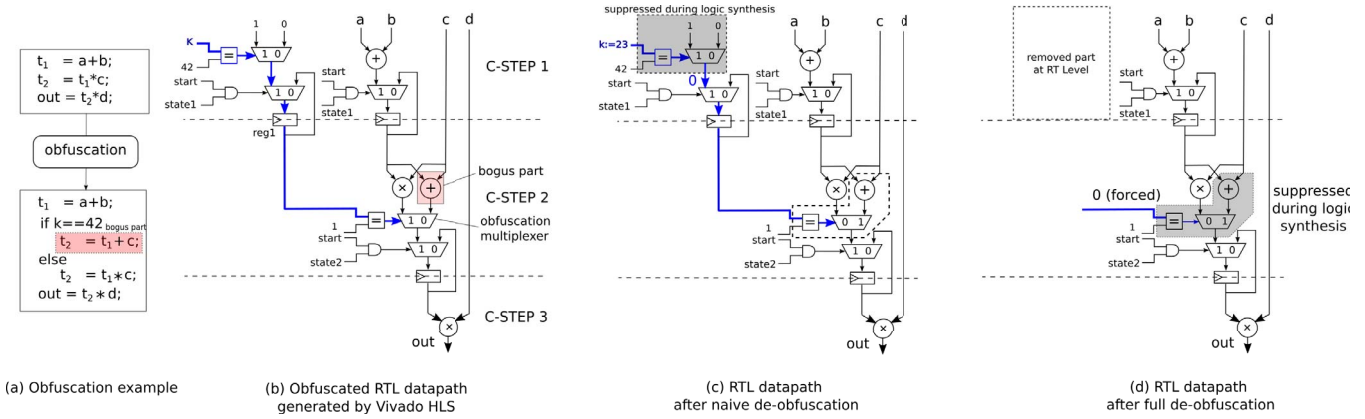 t1 = a+b;
t2 = t1*c;
out = t2*d;
obfuscation
t1 = a+b;
if k==42 bogus part
t2 = t1+c;
else
t2 = t1*c;
out = t2*d;
(a) Obfuscation example
a b c d
1 0
K
=
1 0
42
+
C-STEP 1
start
1 0
state1
start
1 0
state1
reg1
× +
bogus part
C-STEP 2
= 1 0
obfuscation
multiplexer
1
start
1 0
state2
C-STEP 3
×
out
(b) Obfuscated RTL datapath
generated by Vivado HLS
suppressed during logic synthesis
a b c d
1 0
k:=23
=
1 0
42
+
0
start
1 0
state1
start
1 0
state1
× +
= 0 1
1
start
1 0
state2
×
out
(c) RTL datapath
after naive de-obfuscation
removed part
at RT Level
a b c d
+
start
1 0
state1
× +
0 (forced)
= 0 1
1
start
1 0
state2
suppressed
during logic
synthesis
×
out
(d) RTL datapath
after full de-obfuscation